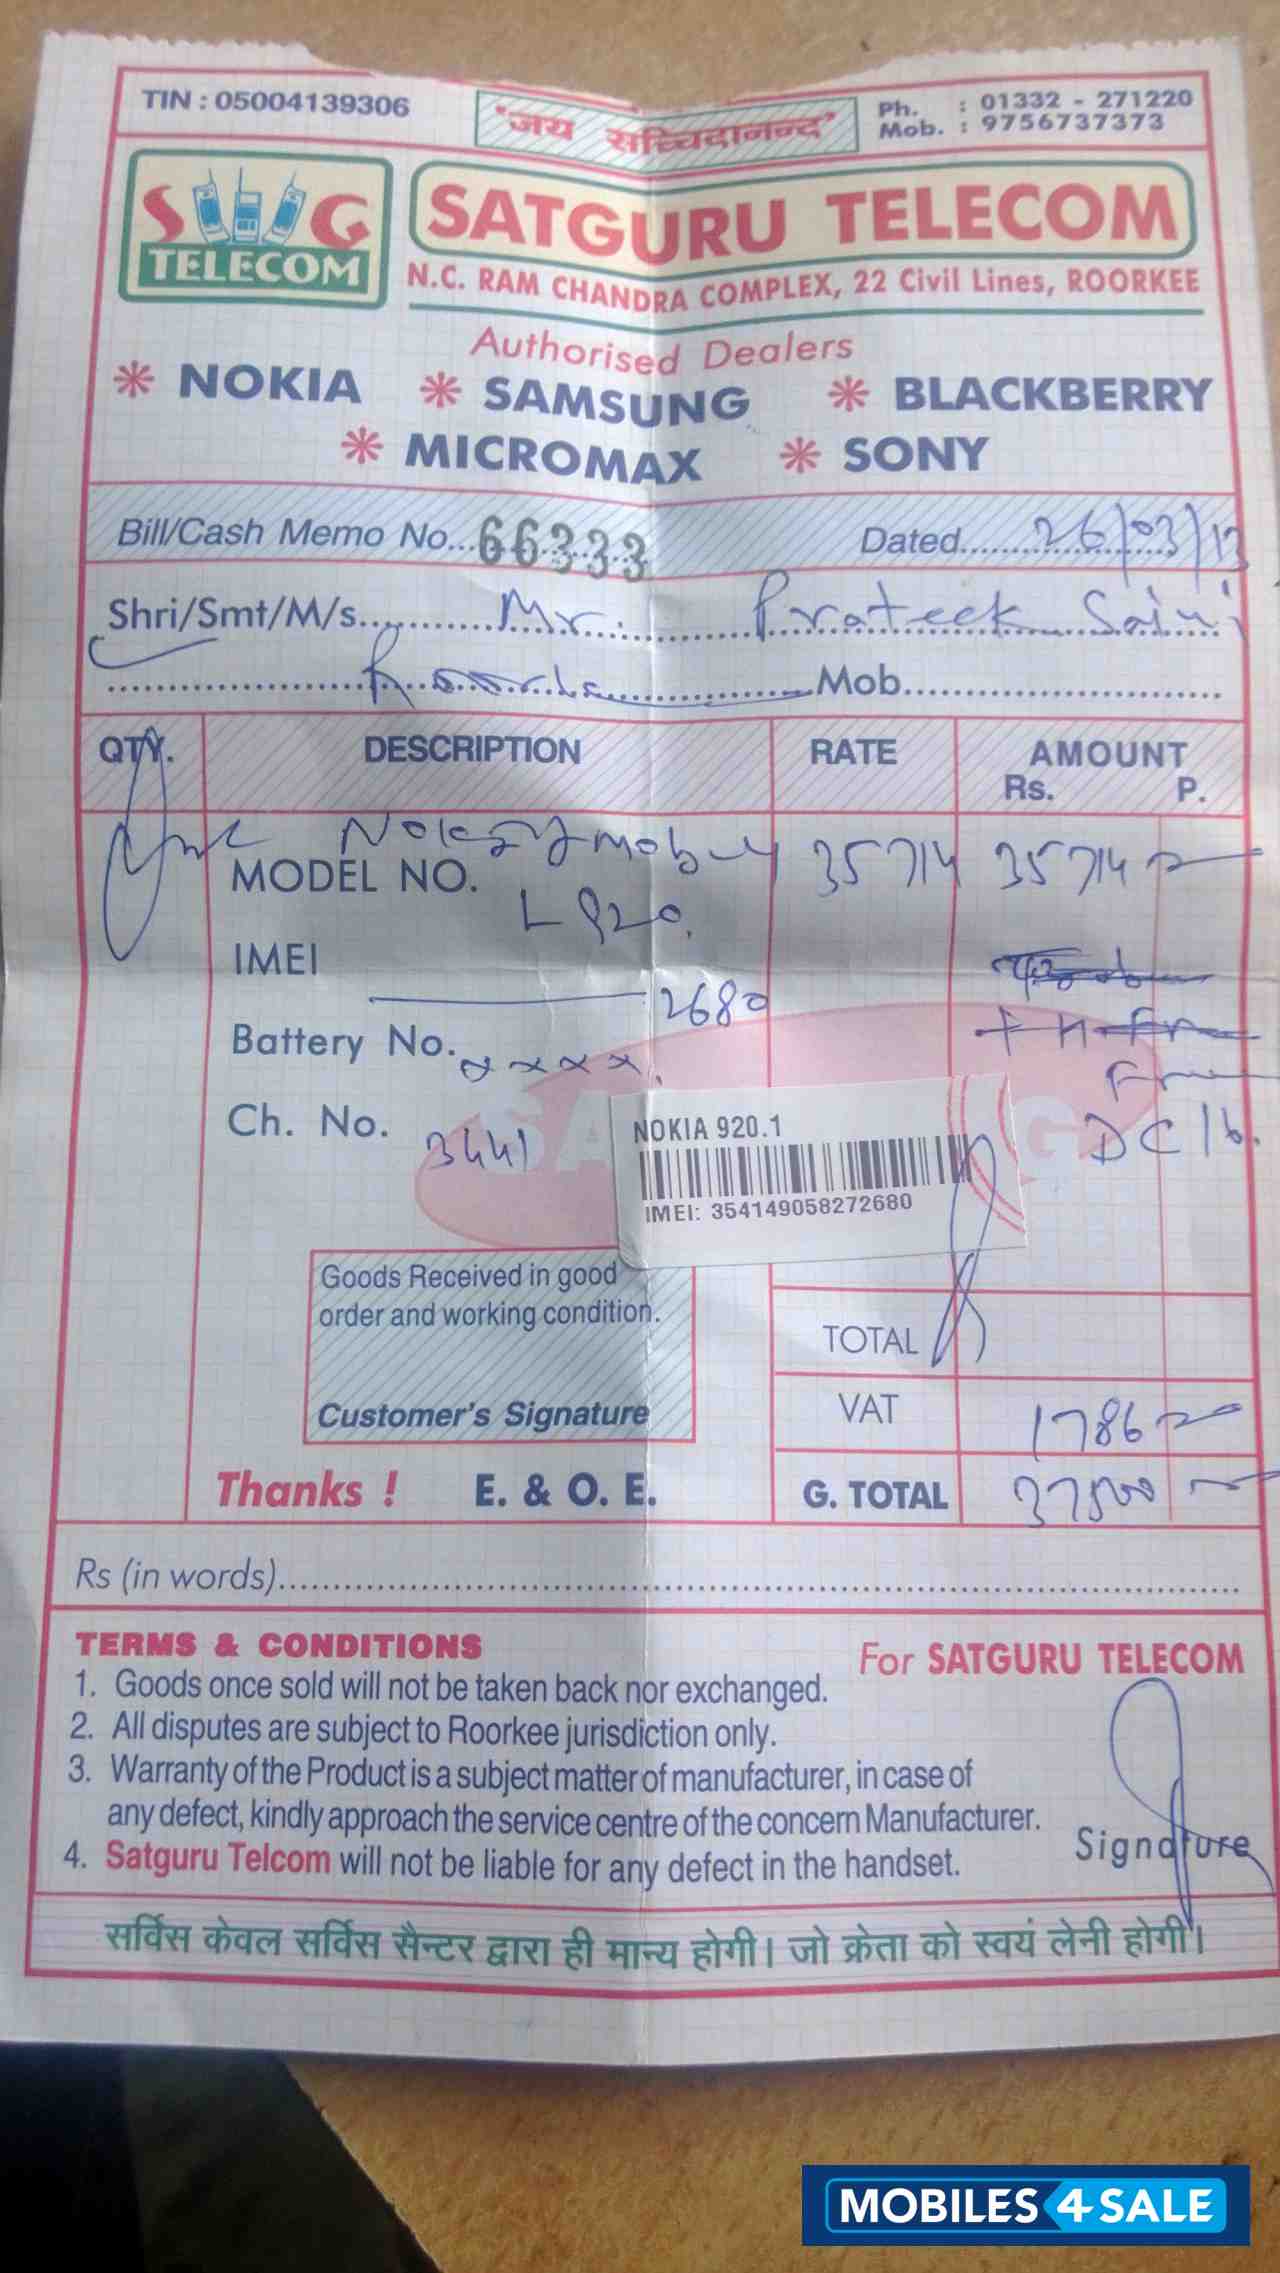 TIN : 05004139306
"जय सच्चिदानन्द"
Ph. : 01332 - 271220
Mob. : 9756737373
S G
TELECOM
SATGURU TELECOM
N.C. RAM CHANDRA COMPLEX, 22 Civil Lines, ROORKEE
Authorised Dealers
* NOKIA * SAMSUNG * BLACKBERRY
* MICROMAX * SONY
Bill/Cash Memo No...66333 Dated...26/03/13
Shri/Smt/M/s... Mr. Prateek Saini
Mob...
QTY. DESCRIPTION RATE AMOUNT
Rs. P.
35714 35714
MODEL NO. L 920
IMEI 2680
Battery No. xxxx
Free
Ch. No. 3441 DC 16.
NOKIA 920.1
IMEI: 354149058272680
Goods Received in good
order and working condition.
Customer's Signature
TOTAL
VAT 1786
Thanks ! E. & O. E. G. TOTAL 37500
Rs (in words)...
TERMS & CONDITIONS
For SATGURU TELECOM
1. Goods once sold will not be taken back nor exchanged.
2. All disputes are subject to Roorkee jurisdiction only.
3. Warranty of the Product is a subject matter of manufacturer, in case of
any defect, kindly approach the service centre of the concern Manufacturer.
4. Satguru Telcom will not be liable for any defect in the handset.
Signature
सर्विस केवल सर्विस सैन्टर द्वारा ही मान्य होगी। जो क्रेता को स्वयं लेनी होगी।
MOBILES4SALE